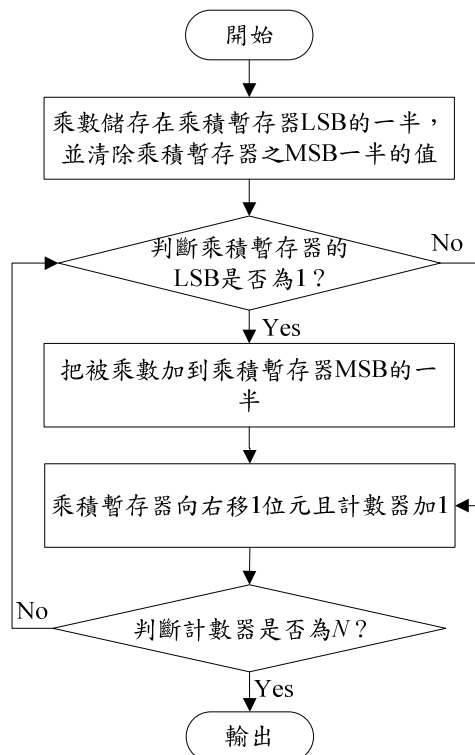 開始
乘數儲存在乘積暫存器LSB的一半，
並清除乘積暫存器之MSB一半的值
判斷乘積暫存器的
LSB是否為1？
No
Yes
把被乘數加到乘積暫存器MSB的一
半
乘積暫存器向右移1位元且計數器加1
No
判斷計數器是否為N？
Yes
輸出